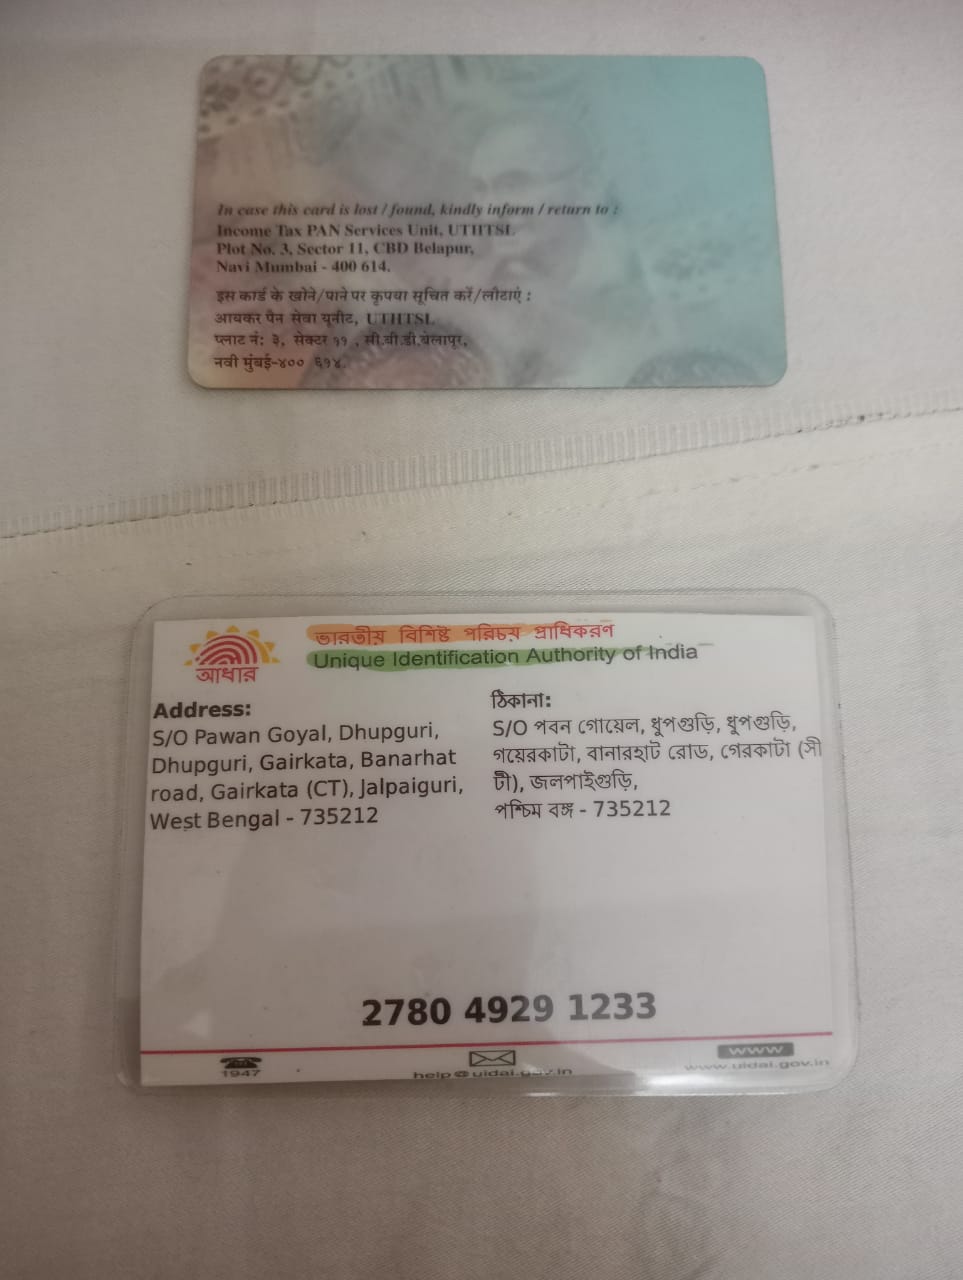 In case this card is lost / found, kindly inform / return to :
Income Tax PAN Services Unit, UTIITSL
Plot No. 3, Sector 11, CBD Belapur,
Navi Mumbai - 400 614.
इस कार्ड के खोने/पाने पर कृपया सूचित करें/लौटाएं :
आयकर पैन सेवा यूनीट, UTIITSL
प्लाट नं: ३, सेक्टर ११ , सी.बी.डी.बेलापूर,
नवी मुंबई-४०० ६१४.
ভারতীয় বিশিষ্ট পরিচয় প্রাধিকরণ
Unique Identification Authority of India
আধার
Address:
S/O Pawan Goyal, Dhupguri,
Dhupguri, Gairkata, Banarhat
road, Gairkata (CT), Jalpaiguri,
West Bengal - 735212
ঠিকানা:
S/O পবন গোয়েল, ধুপগুড়ি, ধুপগুড়ি,
গয়েরকাটা, বানারহাট রোড, গেরকাটা (সী
টী), জলপাইগুড়ি,
পশ্চিম বঙ্গ - 735212
2780 4929 1233
1947
help@uidai.gov.in
www
www.uidai.gov.in